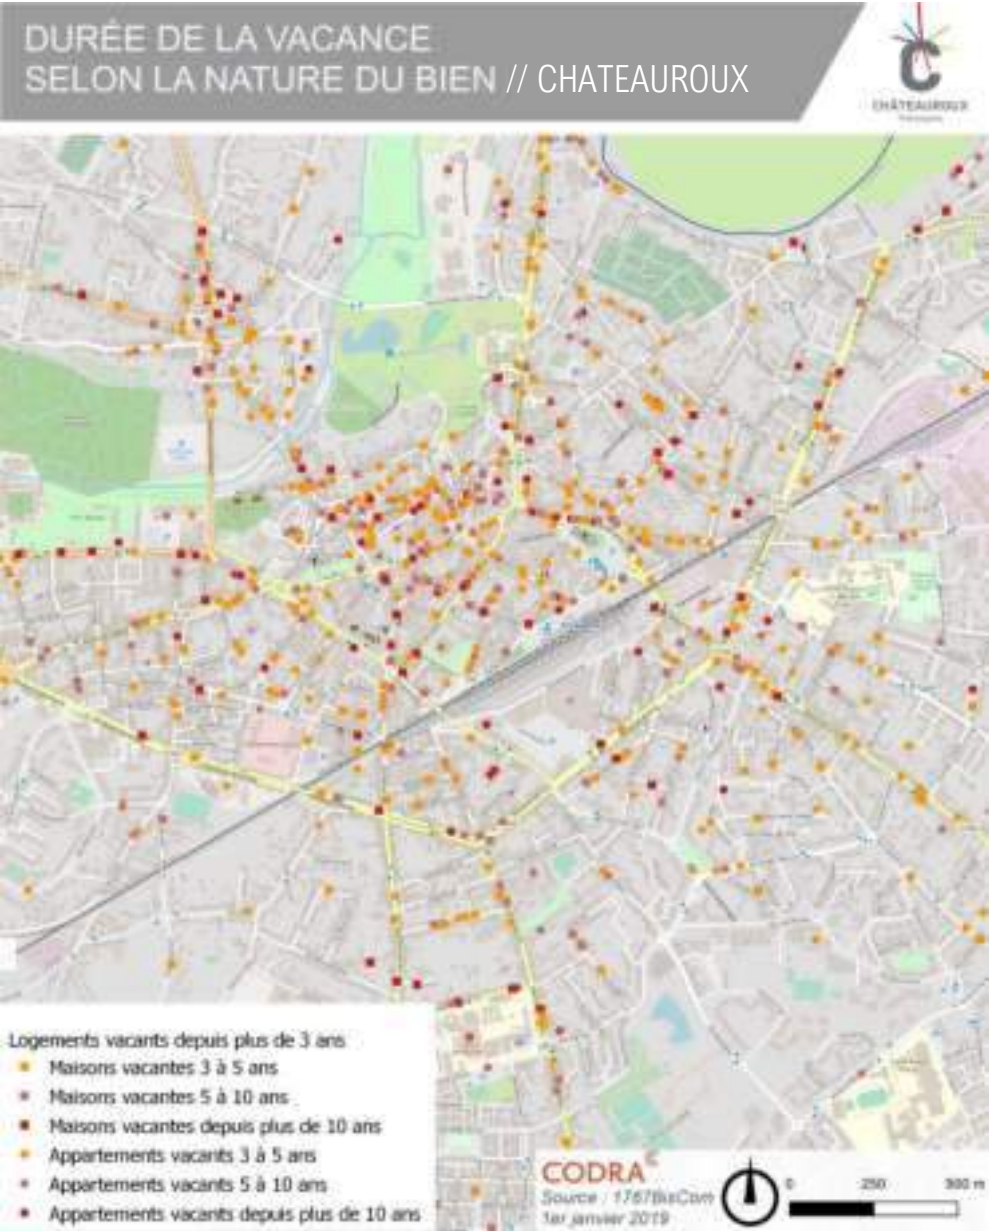 DURÉE DE LA VACANCE
SELON LA NATURE DU BIEN // CHATEAUROUX
CHÂTEAUROUX
Logements vacants depuis plus de 3 ans
Maisons vacantes 3 à 5 ans
Maisons vacantes 5 à 10 ans
Maisons vacantes depuis plus de 10 ans
Appartements vacants 3 à 5 ans
Appartements vacants 5 à 10 ans
Appartements vacants depuis plus de 10 ans
CODRA
Source : 1767BisCom
1er janvier 2019
0 250 500 m